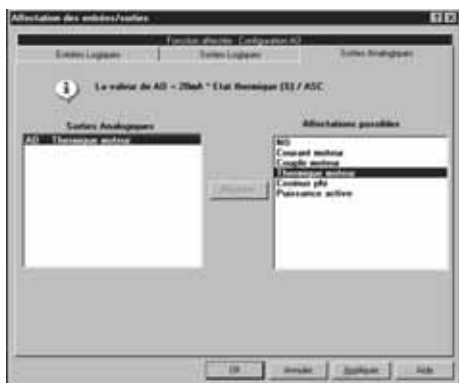 Affectation des entrées/sorties
Fonction affectée : Configuration AO
Entrées Logiques
Sorties Logiques
Sorties Analogiques
La valeur de AO = 20mA * Etat thermique (%) / ASC
Sorties Analogiques
AO Thermique moteur
Affectations possibles
NO
Courant moteur
Couple moteur
Thermique moteur
Cosinus phi
Puissance active
OK
Annuler
Appliquer
Aide